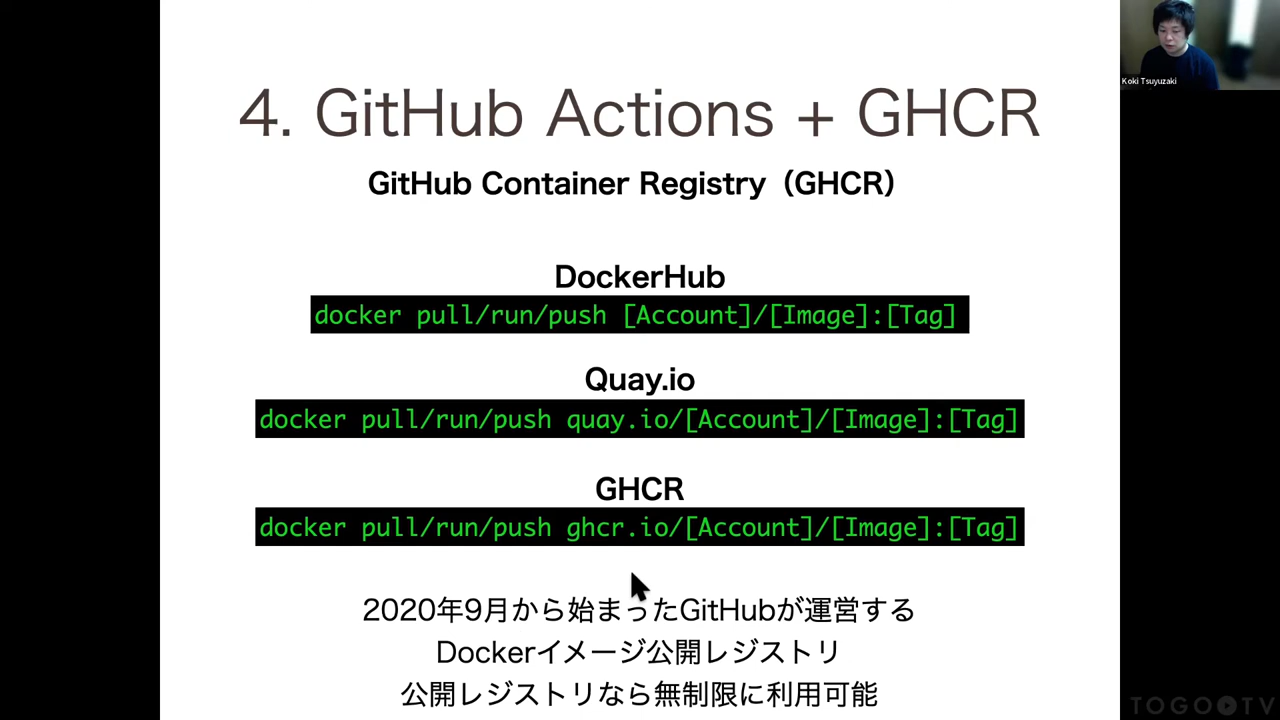 4. GitHub Actions + GHCR
Koki Tsuyuzaki
GitHub Container Registry（GHCR）
DockerHub
docker pull/run/push [Account]/[Image]:[Tag]
Quay.io
docker pull/run/push quay.io/[Account]/[Image]:[Tag]
GHCR
docker pull/run/push ghcr.io/[Account]/[Image]:[Tag]
2020年9月から始まったGitHubが運営する
Dockerイメージ公開レジストリ
公開レジストリなら無制限に利用可能
TOGO TV